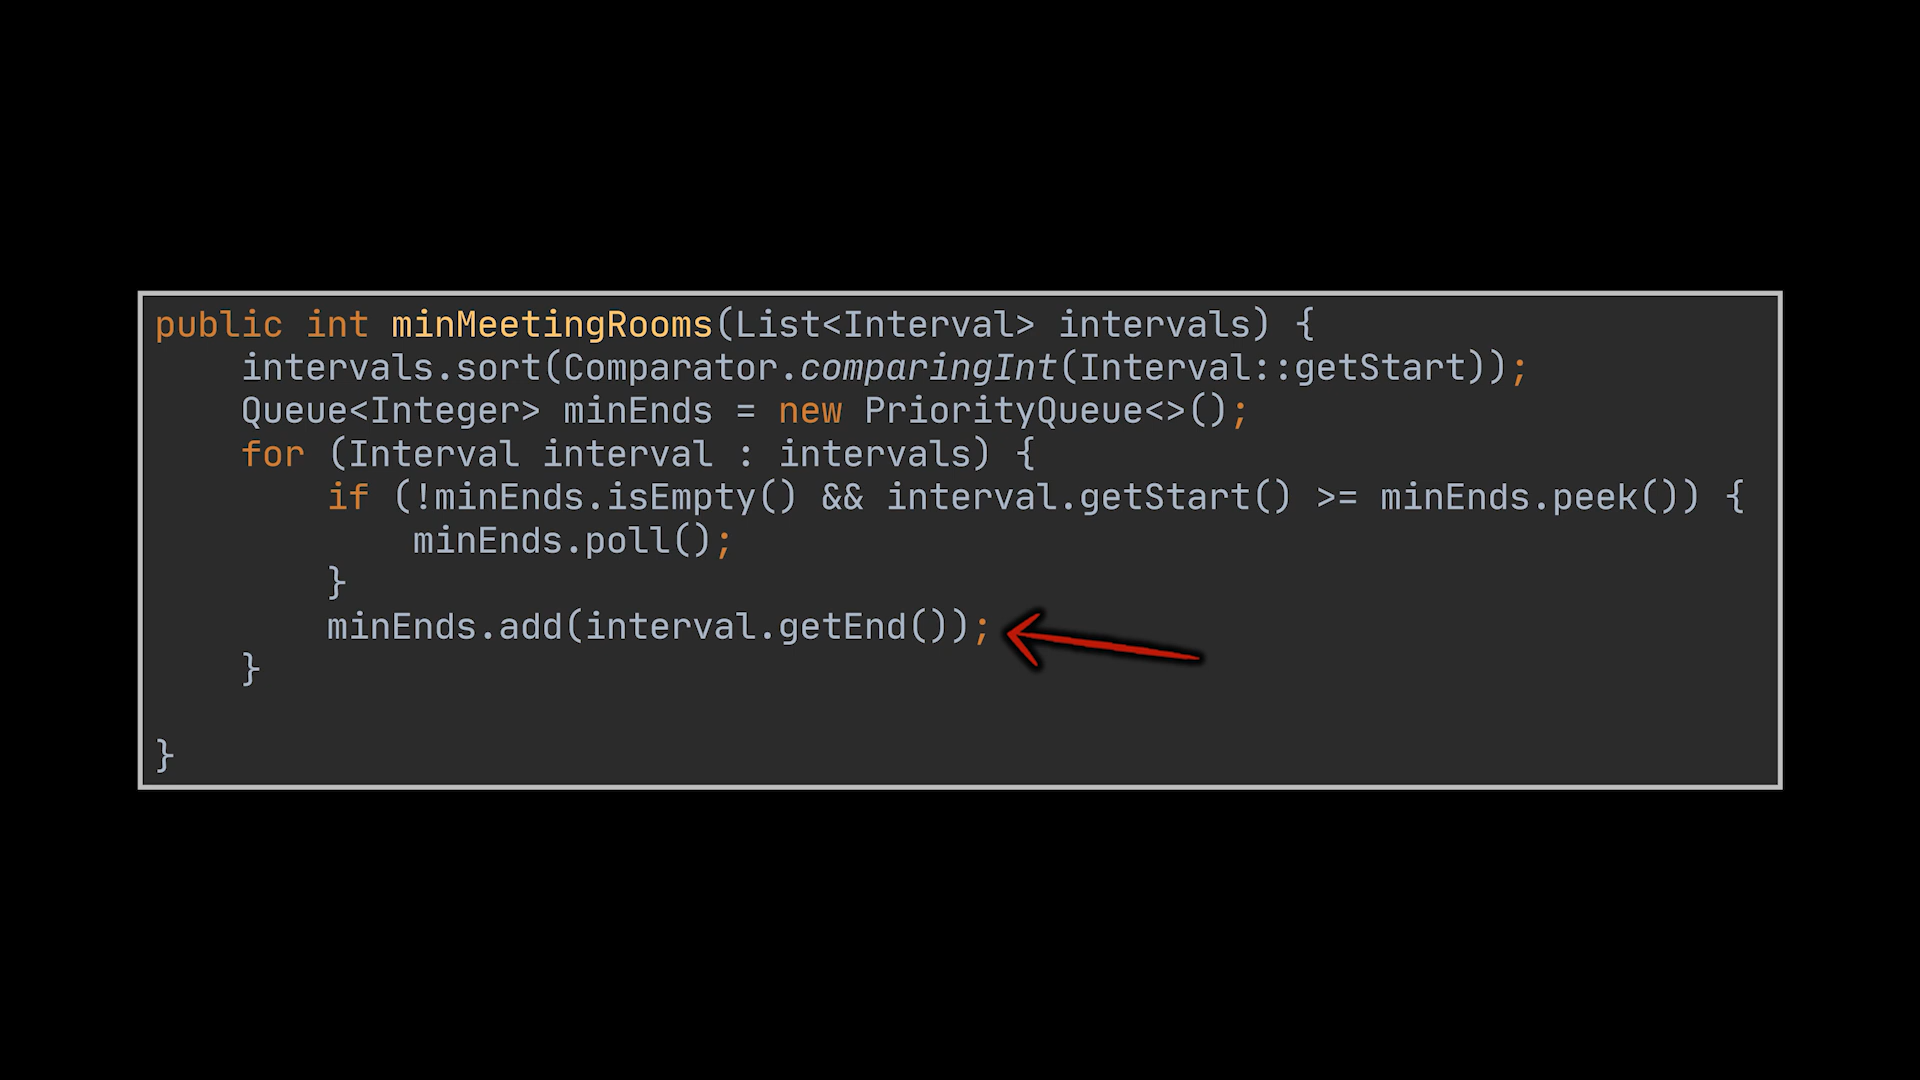 public int minMeetingRooms(List<Interval> intervals) {
intervals.sort(Comparator.comparingInt(Interval::getStart));
Queue<Integer> minEnds = new PriorityQueue<>();
for (Interval interval : intervals) {
if (!minEnds.isEmpty() && interval.getStart() >= minEnds.peek()) {
minEnds.poll();
}
minEnds.add(interval.getEnd());
}
}